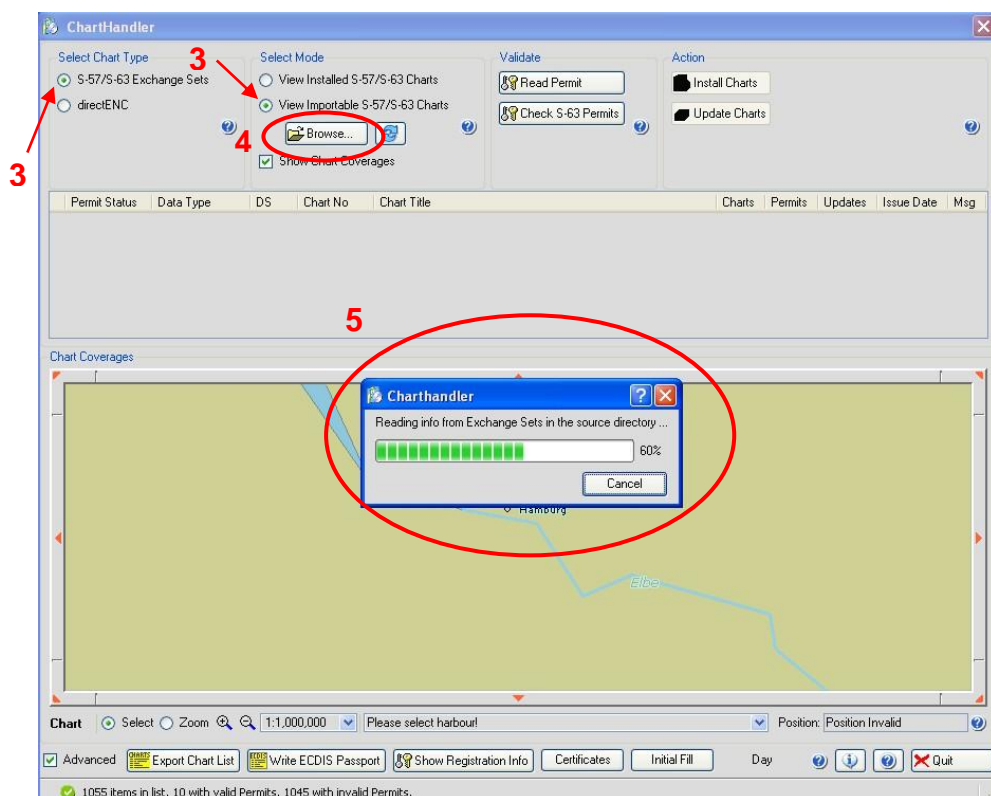 ChartHandler
Select Chart Type
S-57/S-63 Exchange Sets
directENC
3
3
Select Mode
View Installed S-57/S-63 Charts
View Importable S-57/S-63 Charts
4
Browse...
Show Chart Coverages
Validate
Read Permit
Check S-63 Permits
Action
Install Charts
Update Charts
Permit Status Data Type DS Chart No Chart Title Charts Permits Updates Issue Date Msg
5
Chart Coverages
Charthandler
Reading info from Exchange Sets in the source directory ...
60%
Cancel
Hamburg
Elbe
Chart Select Zoom 1:1,000,000 Please select harbour! Position: Position Invalid
Advanced Export Chart List Write ECDIS Passport Show Registration Info Certificates Initial Fill Day Quit
1055 items in list, 10 with valid Permits, 1045 with invalid Permits.